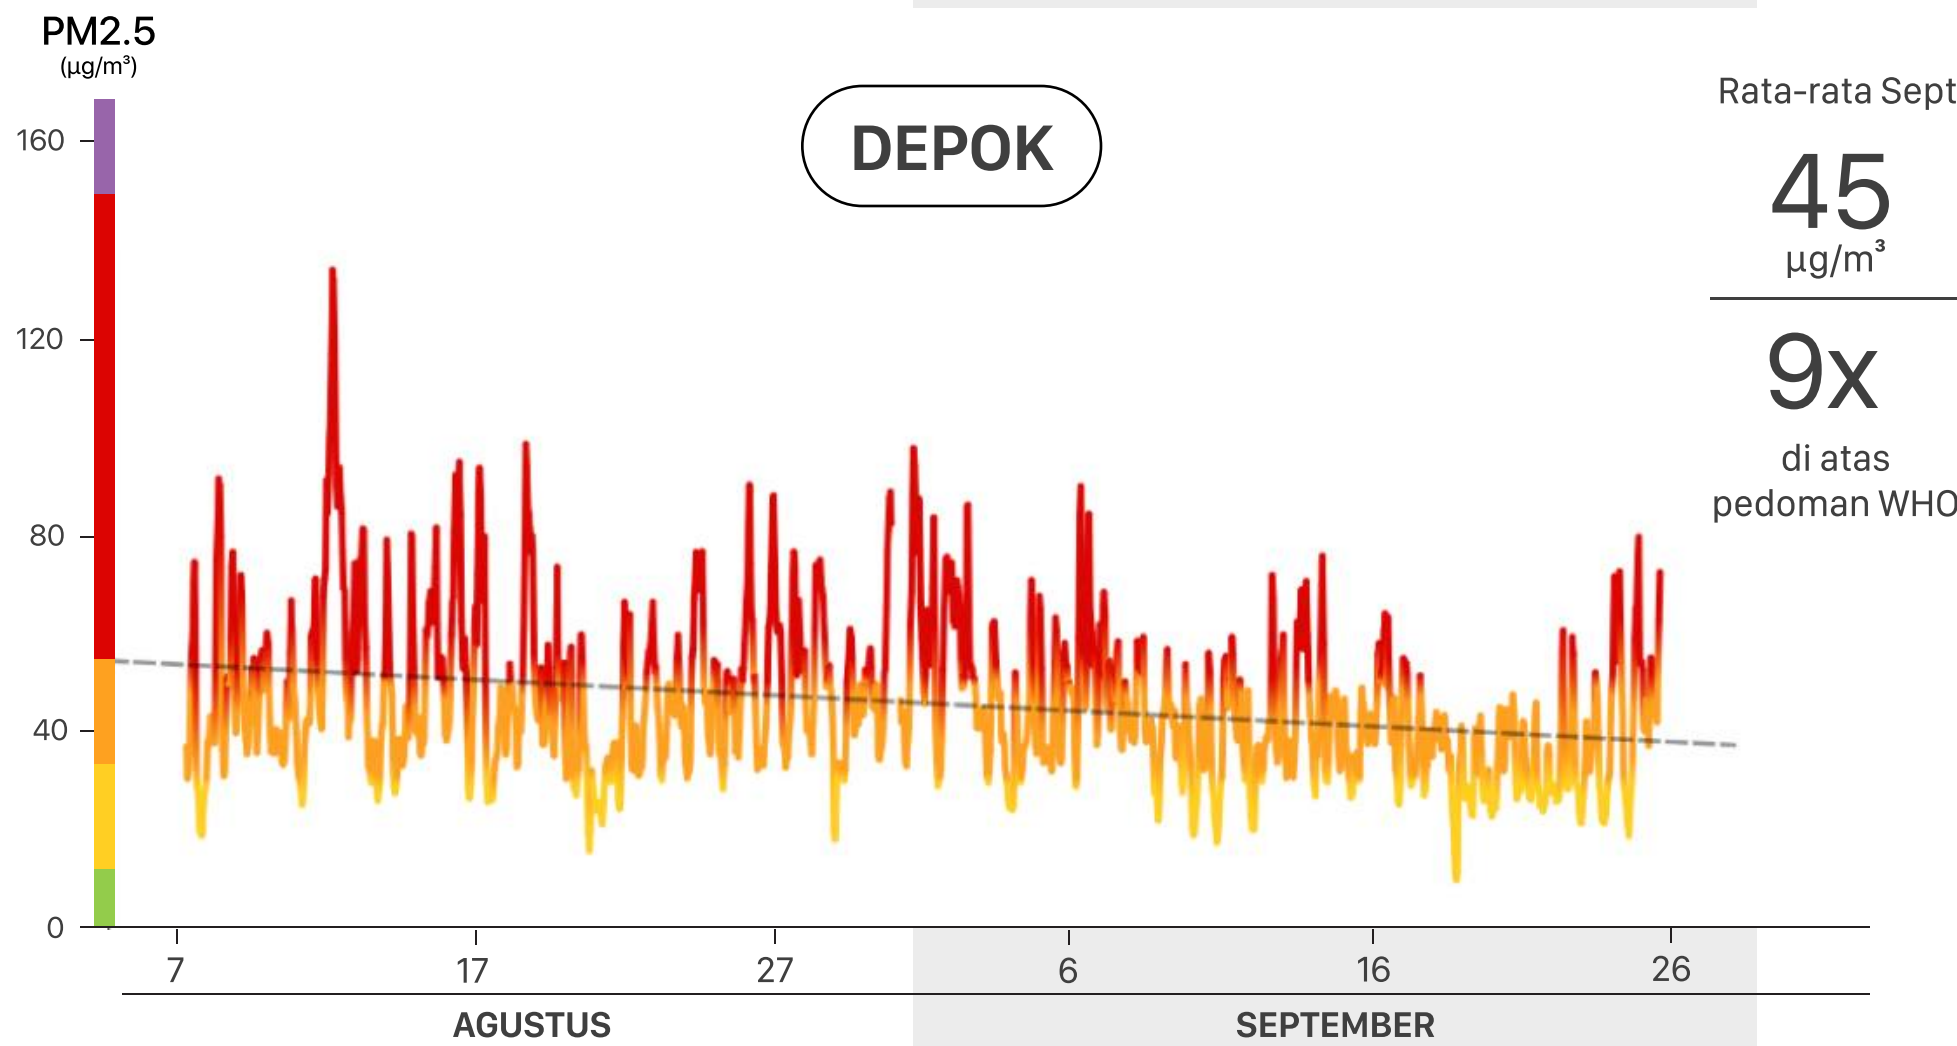 PM2.5
(µg/m³)
160
120
80
40
0
DEPOK
Rata-rata Sept
45
µg/m³
9x
di atas
pedoman WHO
7 17 27 6 16 26
AGUSTUS SEPTEMBER